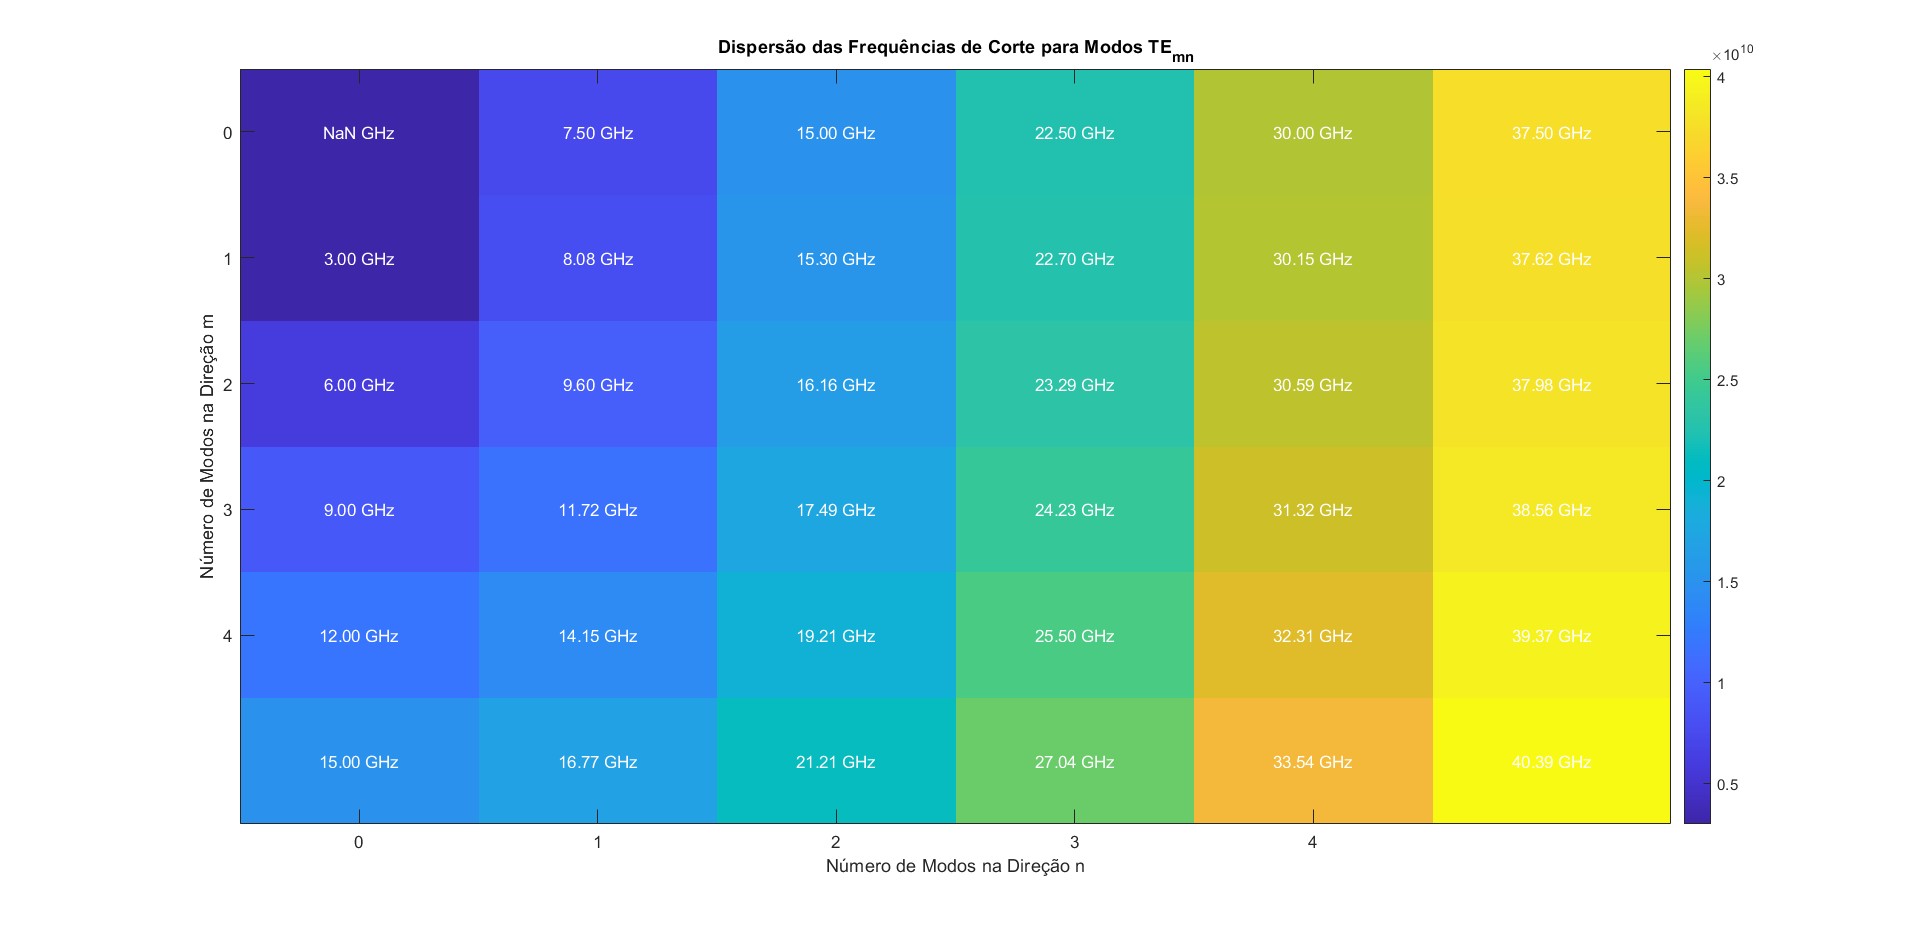 Dispersão das Frequências de Corte para Modos TEmn
×10^10
0 NaN GHz 7.50 GHz 15.00 GHz 22.50 GHz 30.00 GHz 37.50 GHz
1 3.00 GHz 8.08 GHz 15.30 GHz 22.70 GHz 30.15 GHz 37.62 GHz
2 6.00 GHz 9.60 GHz 16.16 GHz 23.29 GHz 30.59 GHz 37.98 GHz
3 9.00 GHz 11.72 GHz 17.49 GHz 24.23 GHz 31.32 GHz 38.56 GHz
4 12.00 GHz 14.15 GHz 19.21 GHz 25.50 GHz 32.31 GHz 39.37 GHz
15.00 GHz 16.77 GHz 21.21 GHz 27.04 GHz 33.54 GHz 40.39 GHz
0 1 2 3 4
Número de Modos na Direção n
Número de Modos na Direção m
4
3.5
3
2.5
2
1.5
1
0.5